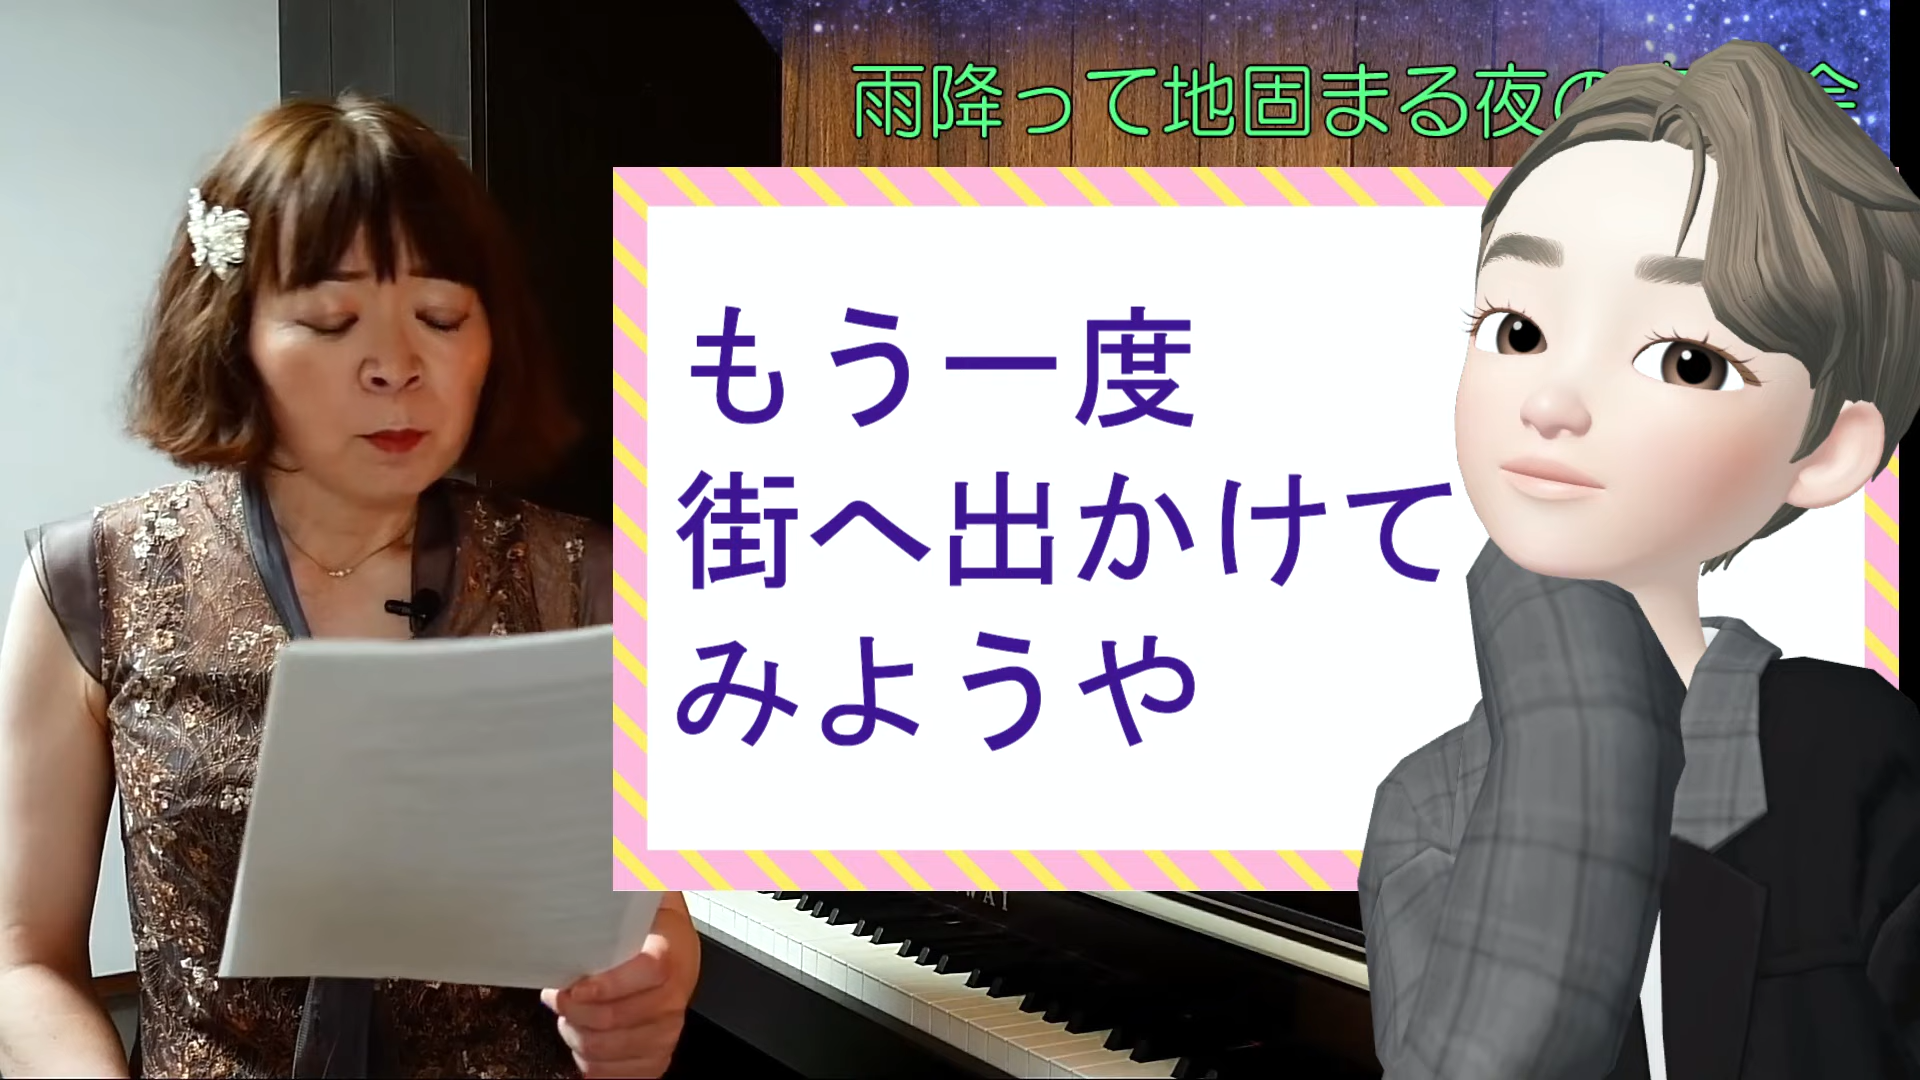 雨降って地固まる夜の
もう一度
街へ出かけて
みようや